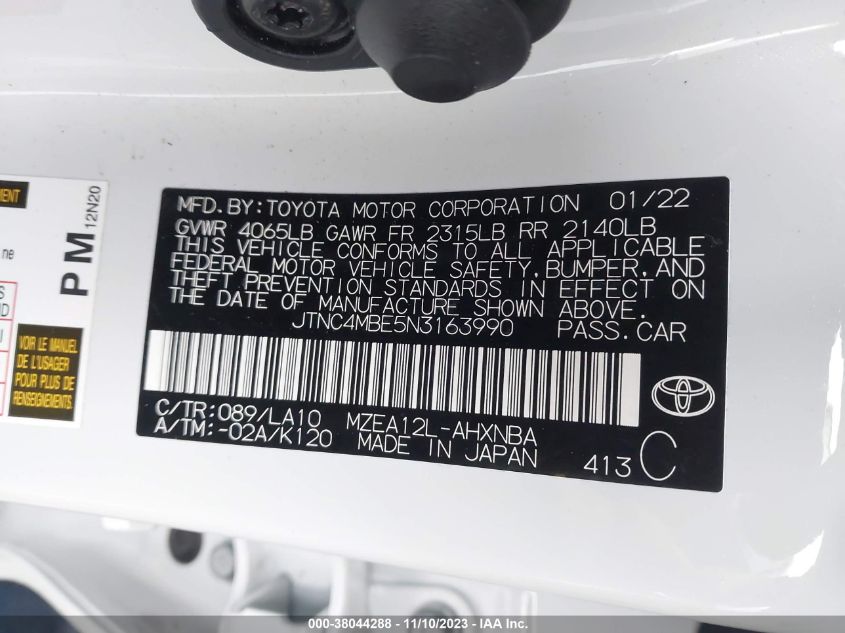 MENT
PM 12N20
ne
S
ND
I
VOIR LE MANUEL
DE L'USAGER
POUR PLUS DE
RENSEIGNEMENTS.
MFD. BY: TOYOTA MOTOR CORPORATION 01/22
GVWR 4065LB GAWR FR 2315LB RR 2140LB
THIS VEHICLE CONFORMS TO ALL APPLICABLE
FEDERAL MOTOR VEHICLE SAFETY, BUMPER, AND
THEFT PREVENTION STANDARDS IN EFFECT ON
THE DATE OF MANUFACTURE SHOWN ABOVE.
JTNC4MBE5N3163990 PASS. CAR
C/TR: 089/LA10 MZEA12L-AHXNBA
A/TM: -02A/K120 MADE IN JAPAN
413 C
000-38044288 - 11/10/2023 - IAA Inc.